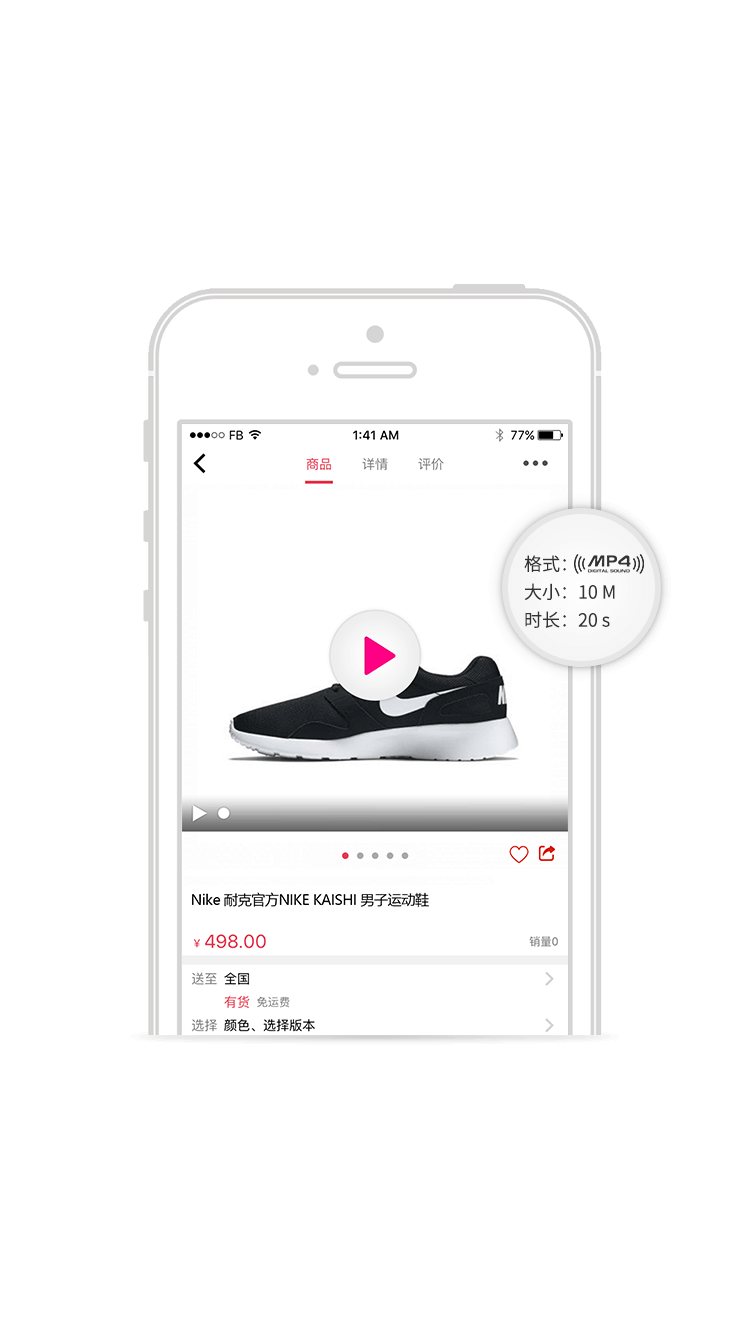 FB 1:41 AM 77%
商品 详情 评价
格式：MP4
DIGITAL SOUND
大小：10 M
时长：20 s
Nike 耐克官方NIKE KAISHI 男子运动鞋
¥ 498.00 销量0
送至 全国
有货 免运费
选择 颜色、选择版本